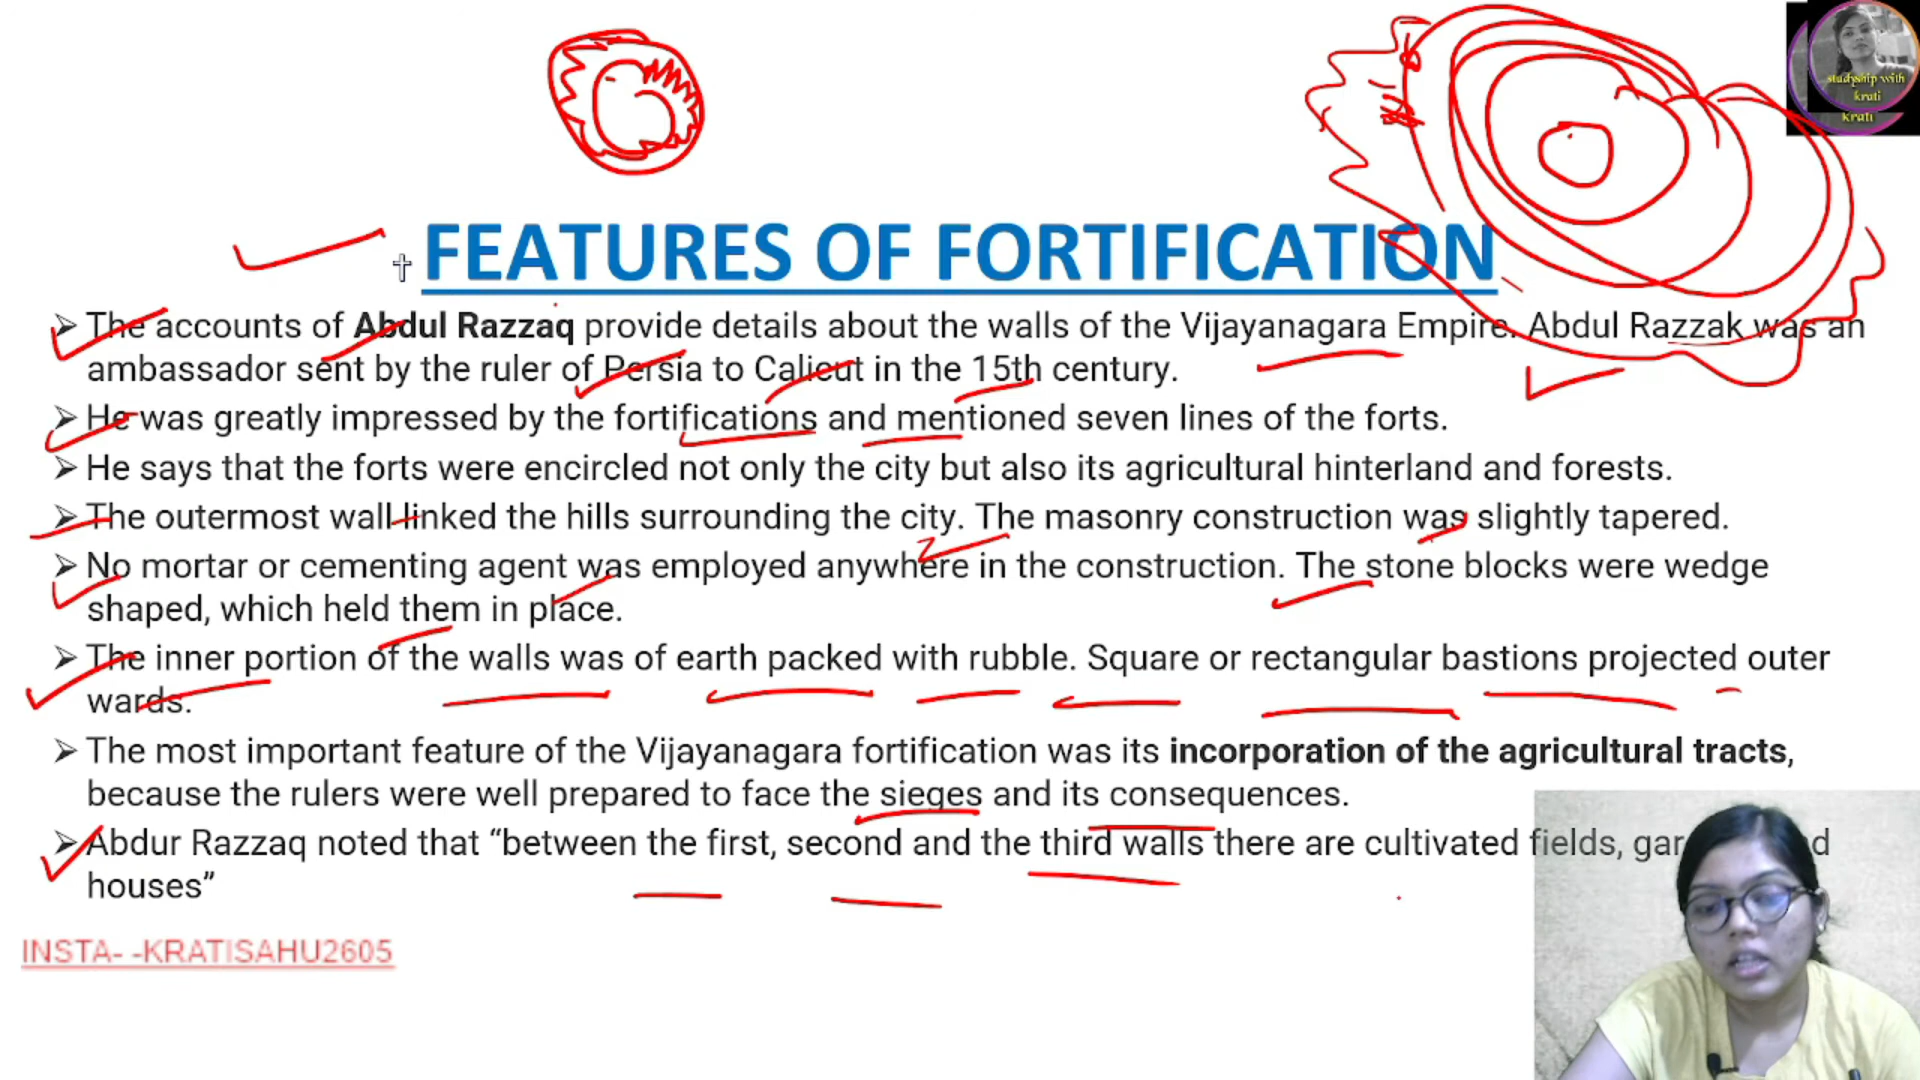 studyship with
krati
krati
FEATURES OF FORTIFICATION
➢ The accounts of Abdul Razzaq provide details about the walls of the Vijayanagara Empire. Abdul Razzak was an
ambassador sent by the ruler of Persia to Calicut in the 15th century.
➢ He was greatly impressed by the fortifications and mentioned seven lines of the forts.
➢ He says that the forts were encircled not only the city but also its agricultural hinterland and forests.
➢ The outermost wall linked the hills surrounding the city. The masonry construction was slightly tapered.
➢ No mortar or cementing agent was employed anywhere in the construction. The stone blocks were wedge
shaped, which held them in place.
➢ The inner portion of the walls was of earth packed with rubble. Square or rectangular bastions projected outer
wards.
➢ The most important feature of the Vijayanagara fortification was its incorporation of the agricultural tracts,
because the rulers were well prepared to face the sieges and its consequences.
➢ Abdur Razzaq noted that “between the first, second and the third walls there are cultivated fields,
houses”
INSTA- -KRATISAHU2605